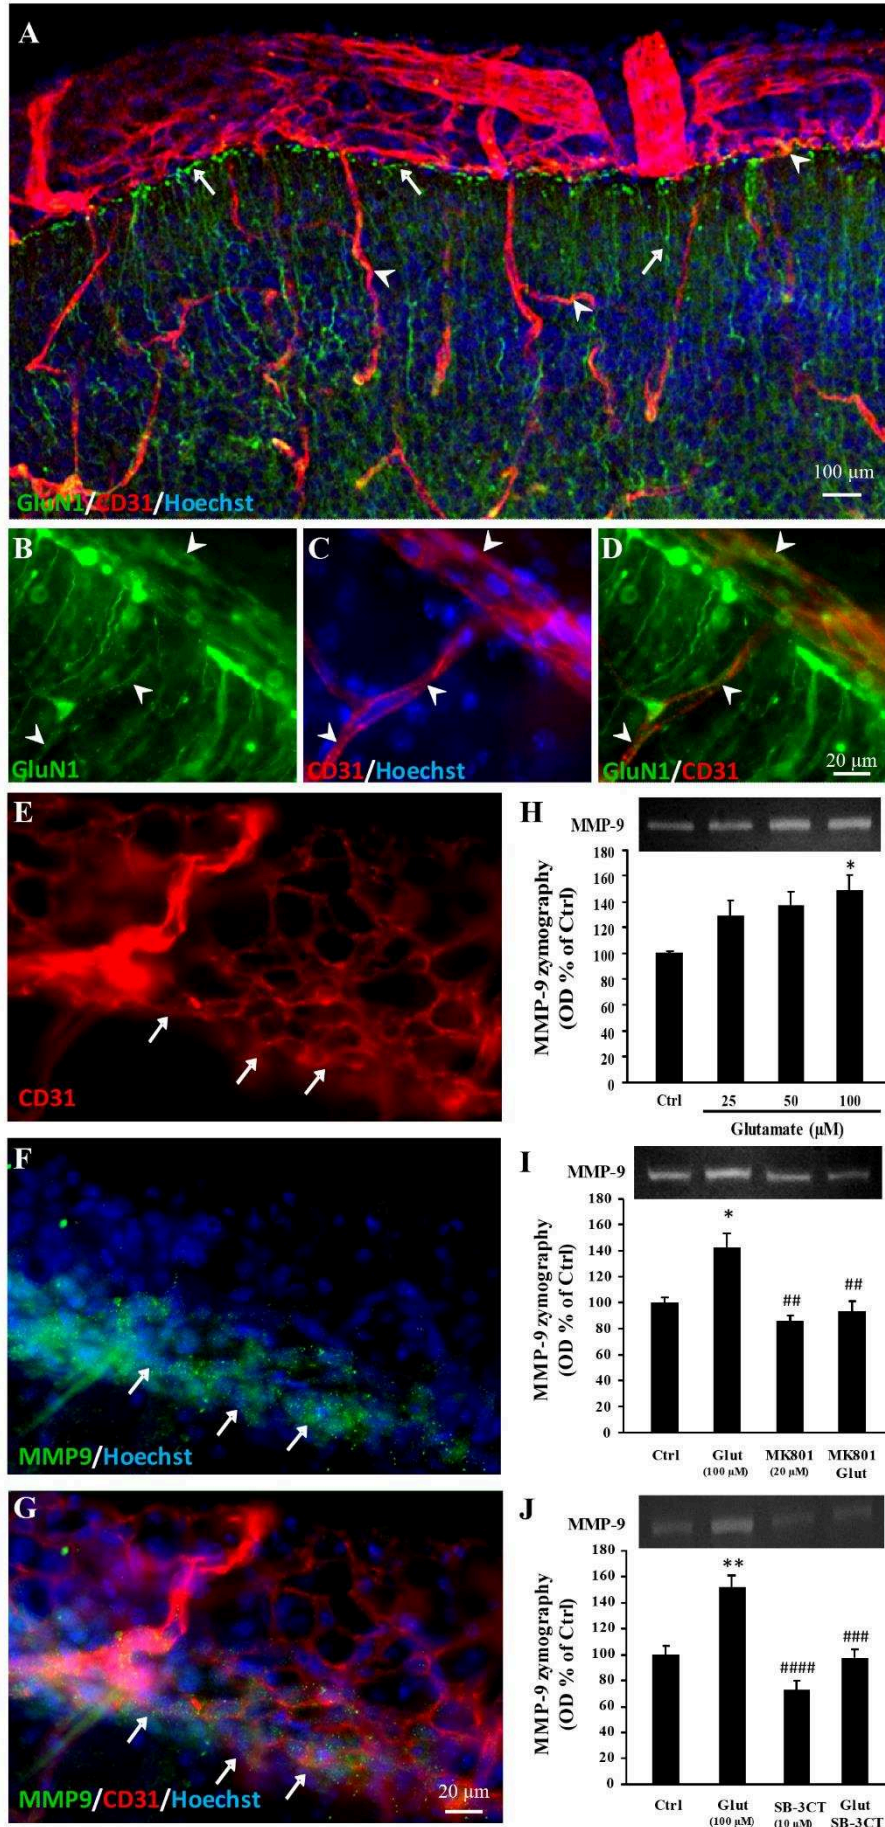 A
100 µm
GluN1/CD31/Hoechst
B
GluN1
C
CD31/Hoechst
D
20 µm
GluN1/CD31
E
CD31
F
MMP9/Hoechst
G
20 µm
MMP9/CD31/Hoechst
H
MMP-9
MMP-9 zymography
(OD % of Ctrl)
180
160
140
120
100
80
60
40
20
0
*
Ctrl 25 50 100
Glutamate (µM)
I
MMP-9
MMP-9 zymography
(OD % of Ctrl)
180
160
140
120
100
80
60
40
20
0
*
##
##
Ctrl Glut MK801 MK801
(100 µM) (20 µM) Glut
J
MMP-9
MMP-9 zymography
(OD % of Ctrl)
180
160
140
120
100
80
60
40
20
0
**
####
###
Ctrl Glut SB-3CT Glut
(100 µM) (10 µM) SB-3CT